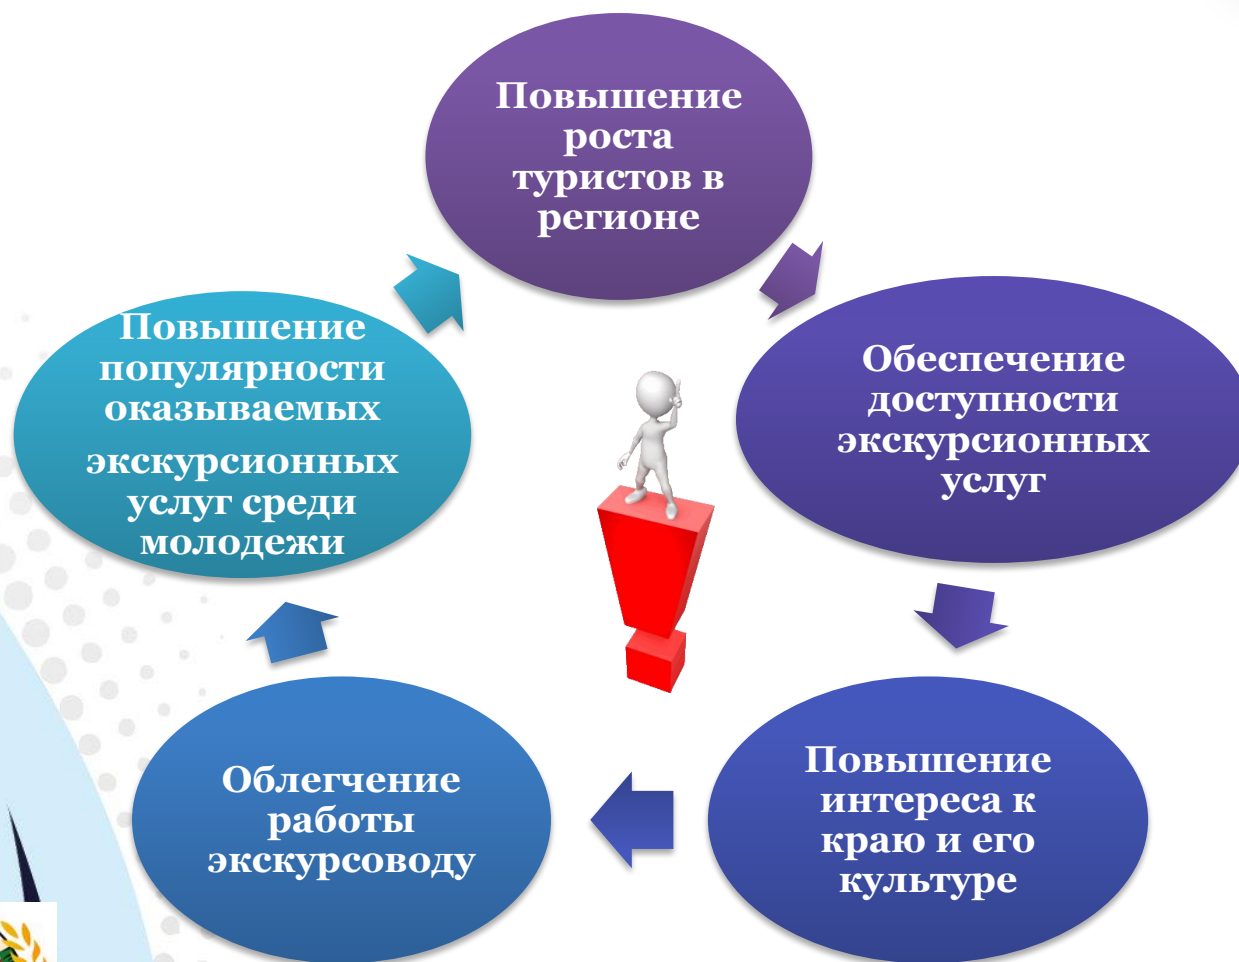 Повышение
роста
туристов в
регионе
Обеспечение
доступности
экскурсионных
услуг
Повышение
интереса к
краю и его
культуре
Облегчение
работы
экскурсоводу
Повышение
популярности
оказываемых
экскурсионных
услуг среди
молодежи